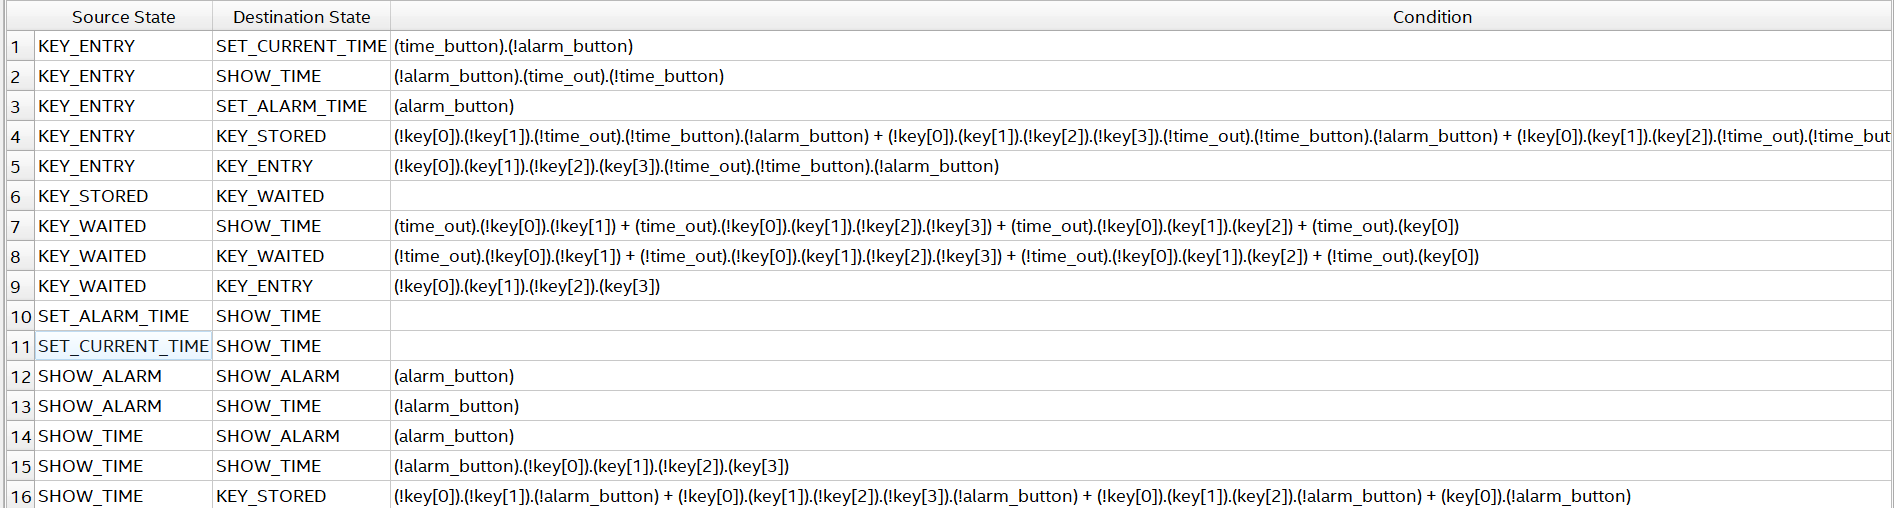 Source State Destination State Condition
1 KEY_ENTRY SET_CURRENT_TIME (time_button).(!alarm_button)
2 KEY_ENTRY SHOW_TIME (!alarm_button).(time_out).(!time_button)
3 KEY_ENTRY SET_ALARM_TIME (alarm_button)
4 KEY_ENTRY KEY_STORED (!key[0]).(!key[1]).(!time_out).(!time_button).(!alarm_button) + (!key[0]).(key[1]).(!key[2]).(!key[3]).(!time_out).(!time_button).(!alarm_button) + (!key[0]).(key[1]).(key[2]).(!time_out).(!time_but
5 KEY_ENTRY KEY_ENTRY (!key[0]).(key[1]).(!key[2]).(key[3]).(!time_out).(!time_button).(!alarm_button)
6 KEY_STORED KEY_WAITED
7 KEY_WAITED SHOW_TIME (time_out).(!key[0]).(!key[1]) + (time_out).(!key[0]).(key[1]).(!key[2]).(!key[3]) + (time_out).(!key[0]).(key[1]).(key[2]) + (time_out).(key[0])
8 KEY_WAITED KEY_WAITED (!time_out).(!key[0]).(!key[1]) + (!time_out).(!key[0]).(key[1]).(!key[2]).(!key[3]) + (!time_out).(!key[0]).(key[1]).(key[2]) + (!time_out).(key[0])
9 KEY_WAITED KEY_ENTRY (!key[0]).(key[1]).(!key[2]).(key[3])
10 SET_ALARM_TIME SHOW_TIME
11 SET_CURRENT_TIME SHOW_TIME
12 SHOW_ALARM SHOW_ALARM (alarm_button)
13 SHOW_ALARM SHOW_TIME (!alarm_button)
14 SHOW_TIME SHOW_ALARM (alarm_button)
15 SHOW_TIME SHOW_TIME (!alarm_button).(!key[0]).(key[1]).(!key[2]).(key[3])
16 SHOW_TIME KEY_STORED (!key[0]).(!key[1]).(!alarm_button) + (!key[0]).(key[1]).(!key[2]).(!key[3]).(!alarm_button) + (!key[0]).(key[1]).(key[2]).(!alarm_button) + (key[0]).(!alarm_button)